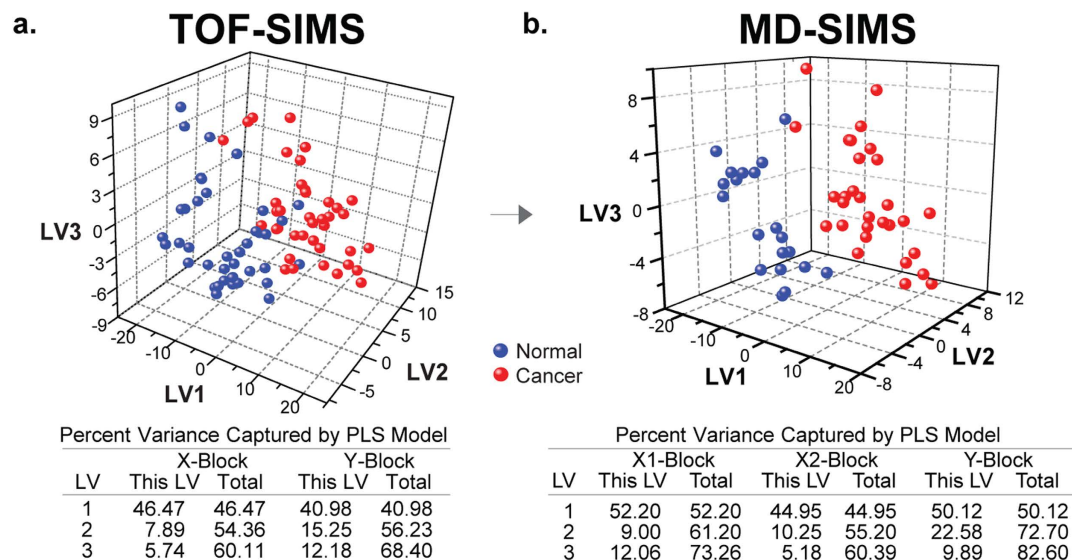 a. TOF-SIMS
b. MD-SIMS
9
6
3
0
-3
-6
-9
LV3
-20
-10
0
10
20
LV1
-5
0
5
10
15
LV2
8
4
0
-4
-8
LV3
-20
-10
0
10
20
LV1
-8
-4
0
4
8
12
LV2
Normal
Cancer
Percent Variance Captured by PLS Model
X-Block Y-Block
LV This LV Total This LV Total
1 46.47 46.47 40.98 40.98
2 7.89 54.36 15.25 56.23
3 5.74 60.11 12.18 68.40
Percent Variance Captured by PLS Model
X1-Block X2-Block Y-Block
LV This LV Total This LV Total This LV Total
1 52.20 52.20 44.95 44.95 50.12 50.12
2 9.00 61.20 10.25 55.20 22.58 72.70
3 12.06 73.26 5.18 60.39 9.89 82.60